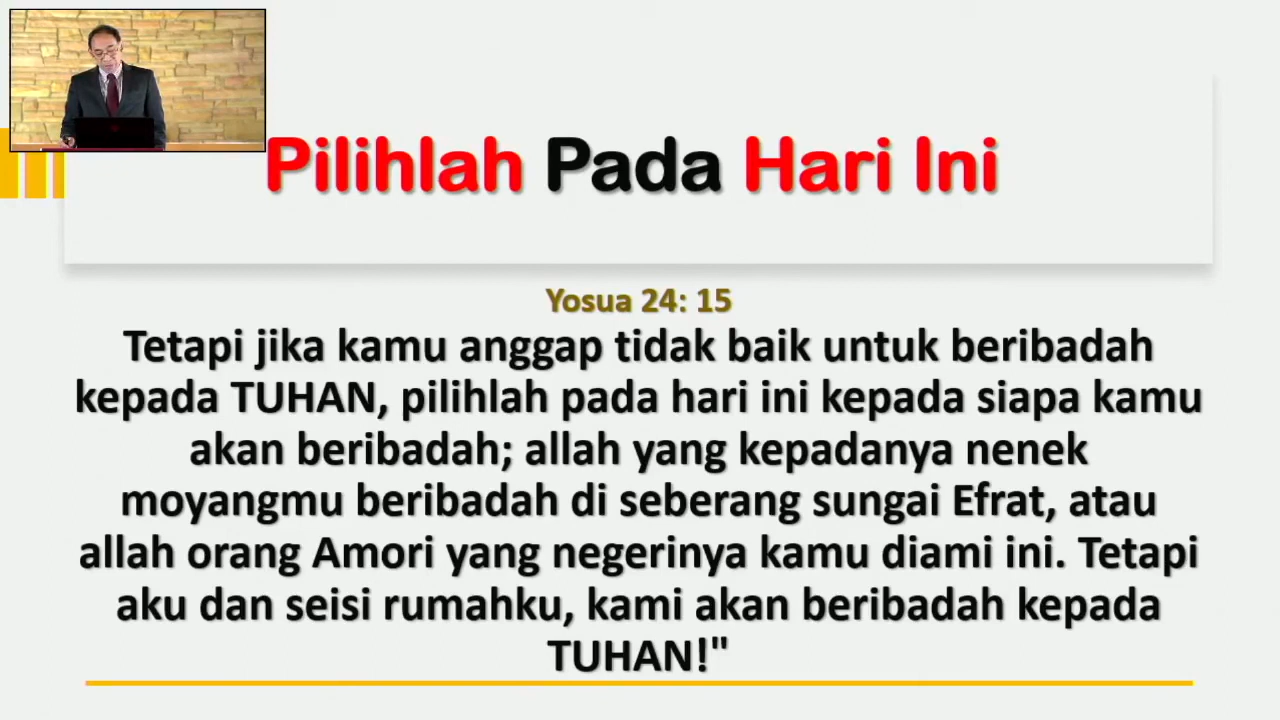 Pilihlah Pada Hari Ini
Yosua 24: 15
Tetapi jika kamu anggap tidak baik untuk beribadah
kepada TUHAN, pilihlah pada hari ini kepada siapa kamu
akan beribadah; allah yang kepadanya nenek
moyangmu beribadah di seberang sungai Efrat, atau
allah orang Amori yang negerinya kamu diami ini. Tetapi
aku dan seisi rumahku, kami akan beribadah kepada
TUHAN!"